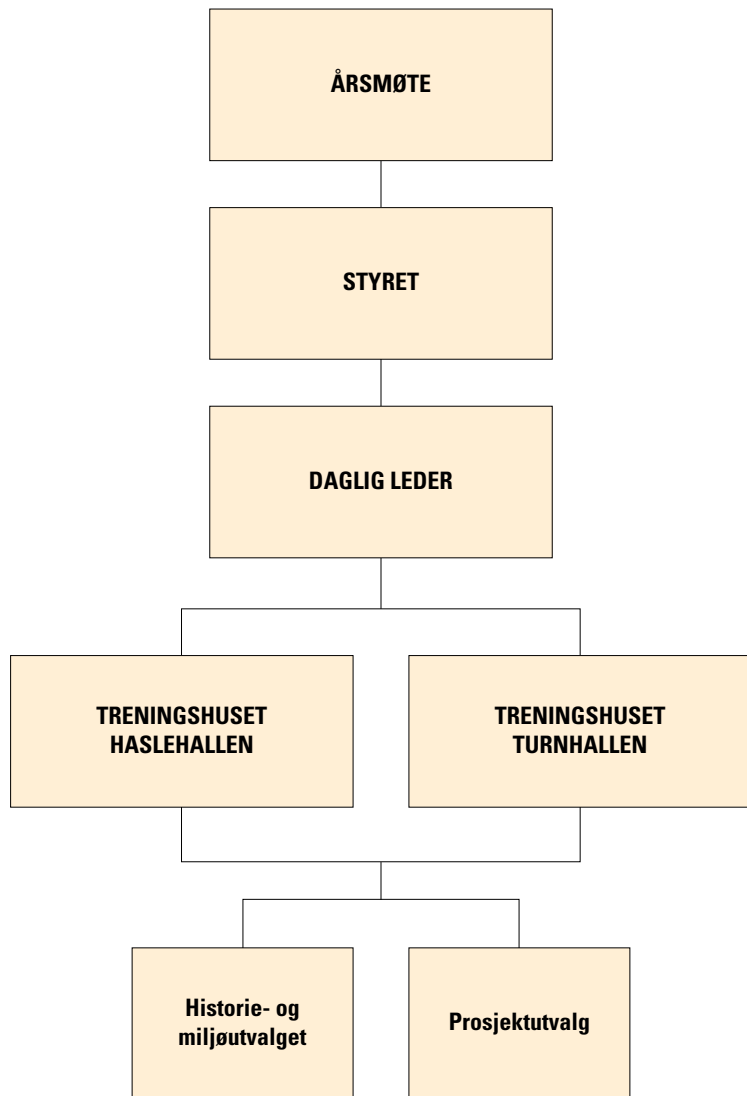 ÅRSMØTE
STYRET
DAGLIG LEDER
TRENINGSHUSET
HASLEHALLEN
TRENINGSHUSET
TURNHALLEN
Historie- og
miljøutvalget
Prosjektutvalg